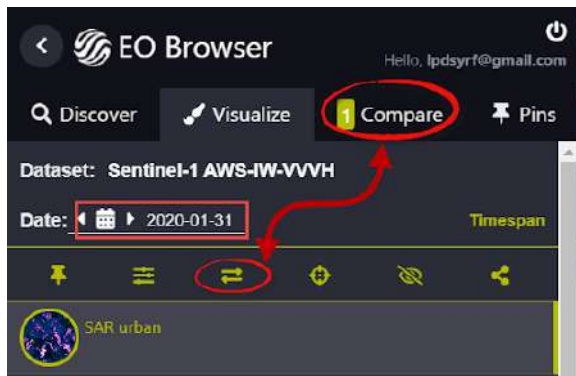 EO Browser
Hello, lpdsyrf@gmail.com
Discover
Visualize
1 Compare
Pins
Dataset: Sentinel-1 AWS-IW-VVVH
Date: 2020-01-31
Timespan
SAR urban